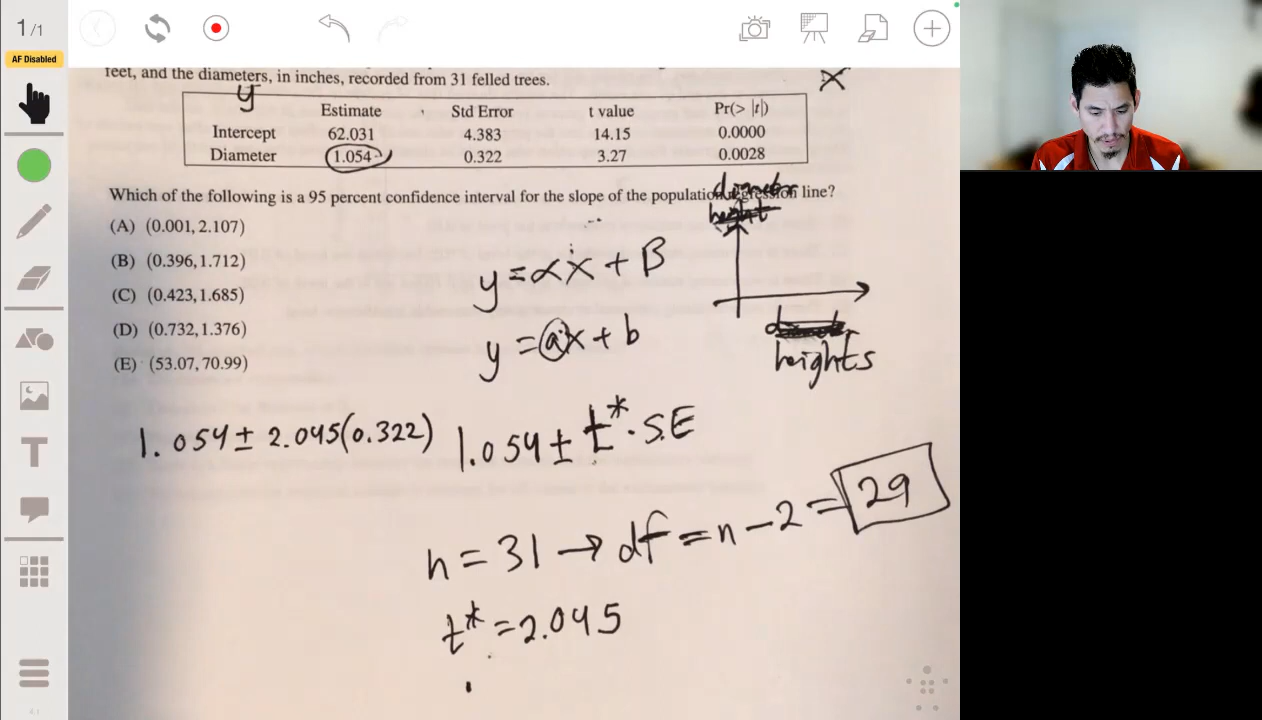 1/1
AF Disabled
feet, and the diameters, in inches, recorded from 31 felled trees.
y
x
Estimate Std Error t value Pr(> |t|)
Intercept 62.031 4.383 14.15 0.0000
Diameter 1.054 0.322 3.27 0.0028
Which of the following is a 95 percent confidence interval for the slope of the population regression line?
diameter
height
(A) (0.001, 2.107)
(B) (0.396, 1.712)
(C) (0.423, 1.685)
(D) (0.732, 1.376)
(E) (53.07, 70.99)
y = αx + β
y = ax + b
heights
1.054 ± 2.045(0.322)
1.054 ± t* · S.E
n = 31 → df = n − 2 = 29
t* = 2.045
T